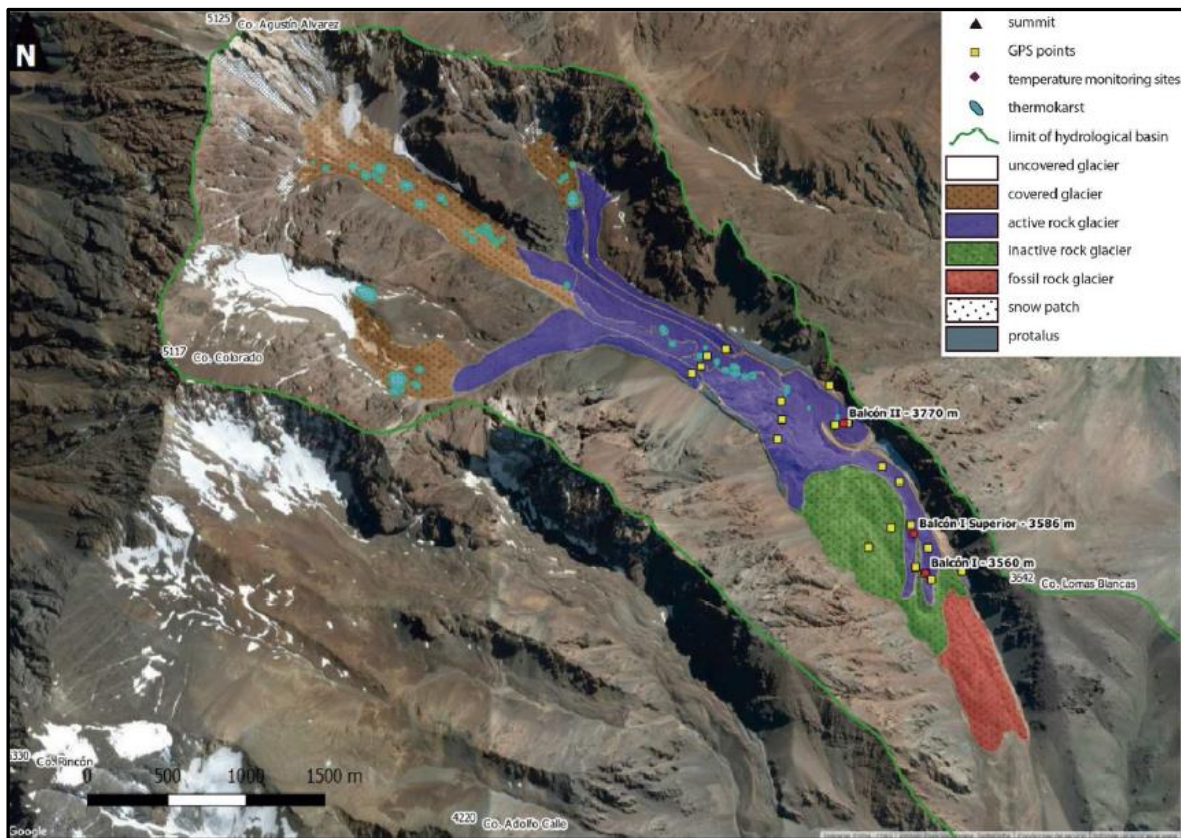 5125
Co. Agustín Alvarez
N
summit
GPS points
temperature monitoring sites
thermokarst
limit of hydrological basin
uncovered glacier
covered glacier
active rock glacier
inactive rock glacier
fossil rock glacier
snow patch
protalus
5117
Co. Colorado
Balcón II - 3770 m
Balcón I Superior - 3586 m
Balcón I - 3560 m
3642
Co. Lomas Blancas
Co. Rincón
0 500 1000 1500 m
4220
Co. Adolfo Calle
Google